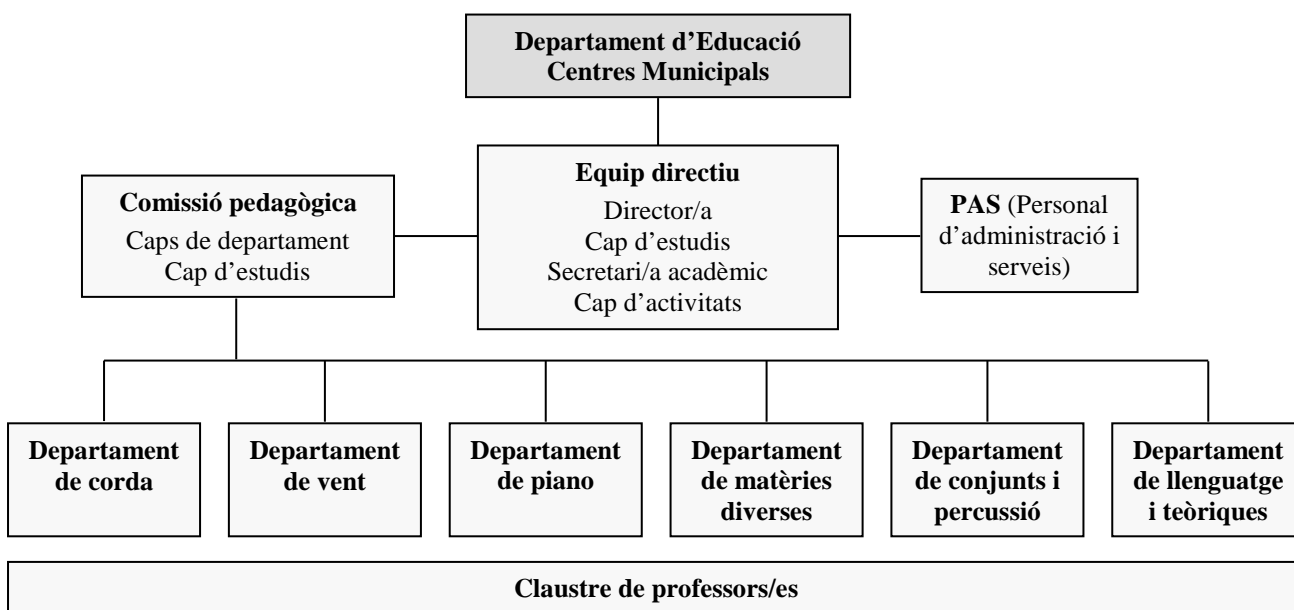 Departament d’Educació
Centres Municipals
Comissió pedagògica
Caps de departament
Cap d’estudis
Equip directiu
Director/a
Cap d’estudis
Secretari/a acadèmic
Cap d’activitats
PAS (Personal
d’administració i
serveis)
Departament
de corda
Departament
de vent
Departament
de piano
Departament
de matèries
diverses
Departament
de conjunts i
percussió
Departament
de llenguatge
i teòriques
Claustre de professors/es